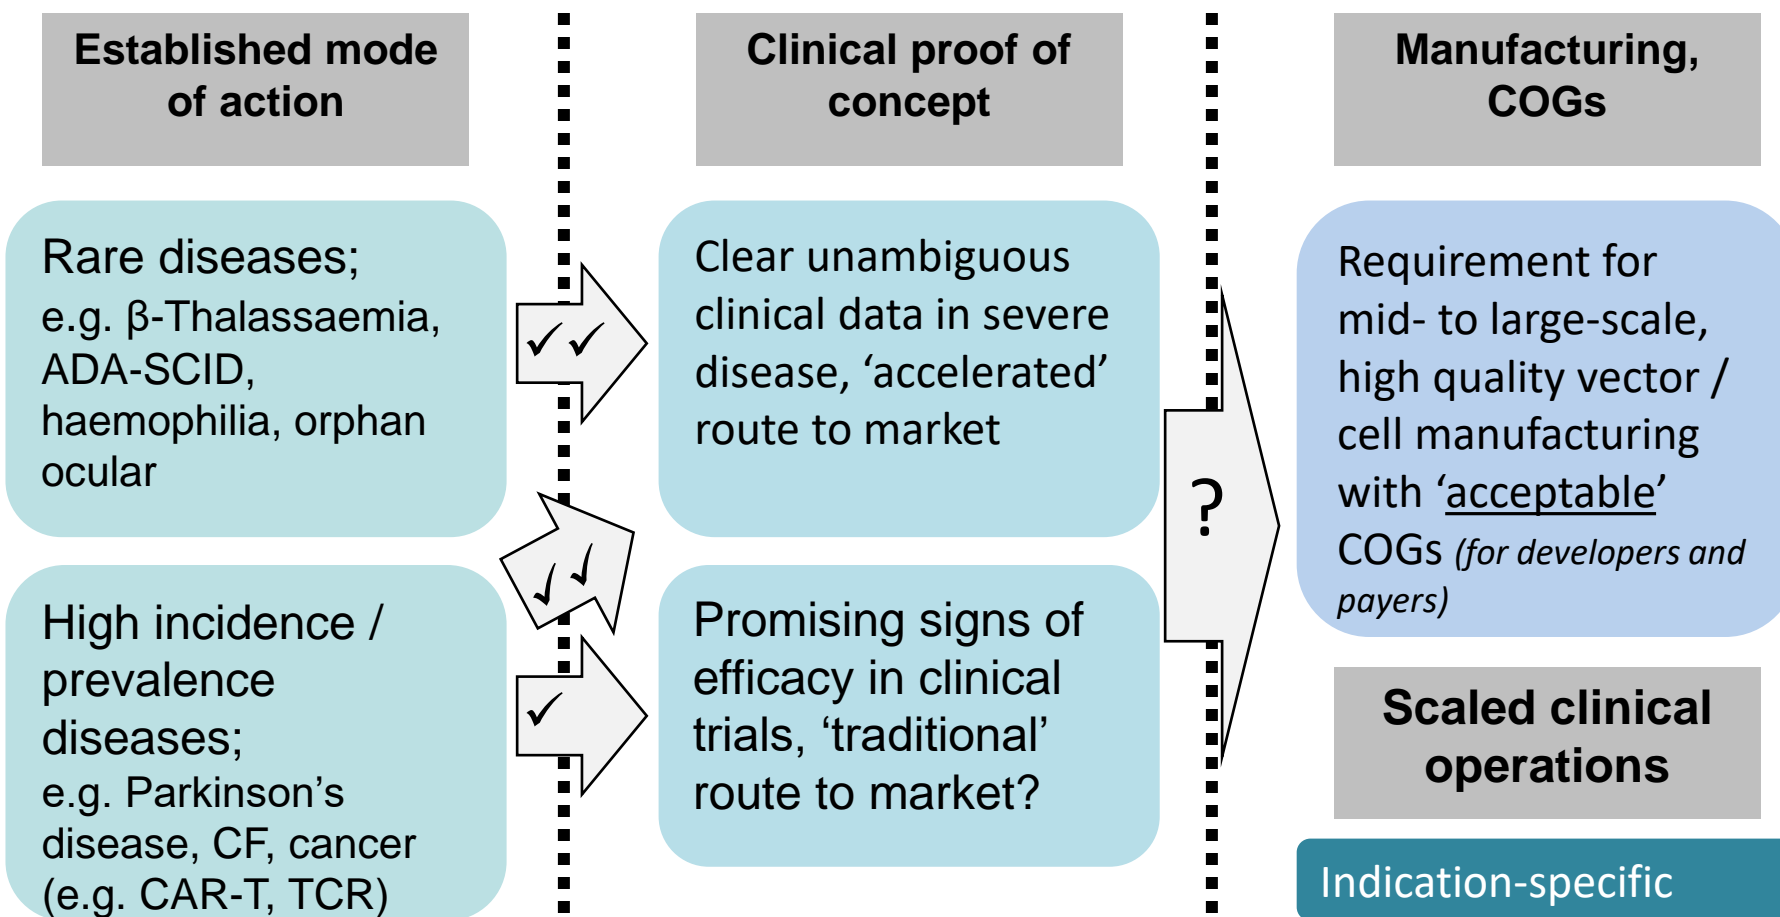 Established mode
of action
Rare diseases;
e.g. β-Thalassaemia,
ADA-SCID,
haemophilia, orphan
ocular
High incidence /
prevalence
diseases;
e.g. Parkinson’s
disease, CF, cancer
(e.g. CAR-T, TCR)
✓✓
✓✓
✓
Clinical proof of
concept
Clear unambiguous
clinical data in severe
disease, ‘accelerated’
route to market
Promising signs of
efficacy in clinical
trials, ‘traditional’
route to market?
?
Manufacturing,
COGs
Requirement for
mid- to large-scale,
high quality vector /
cell manufacturing
with ‘acceptable’
COGs (for developers and
payers)
Scaled clinical
operations
Indication-specific